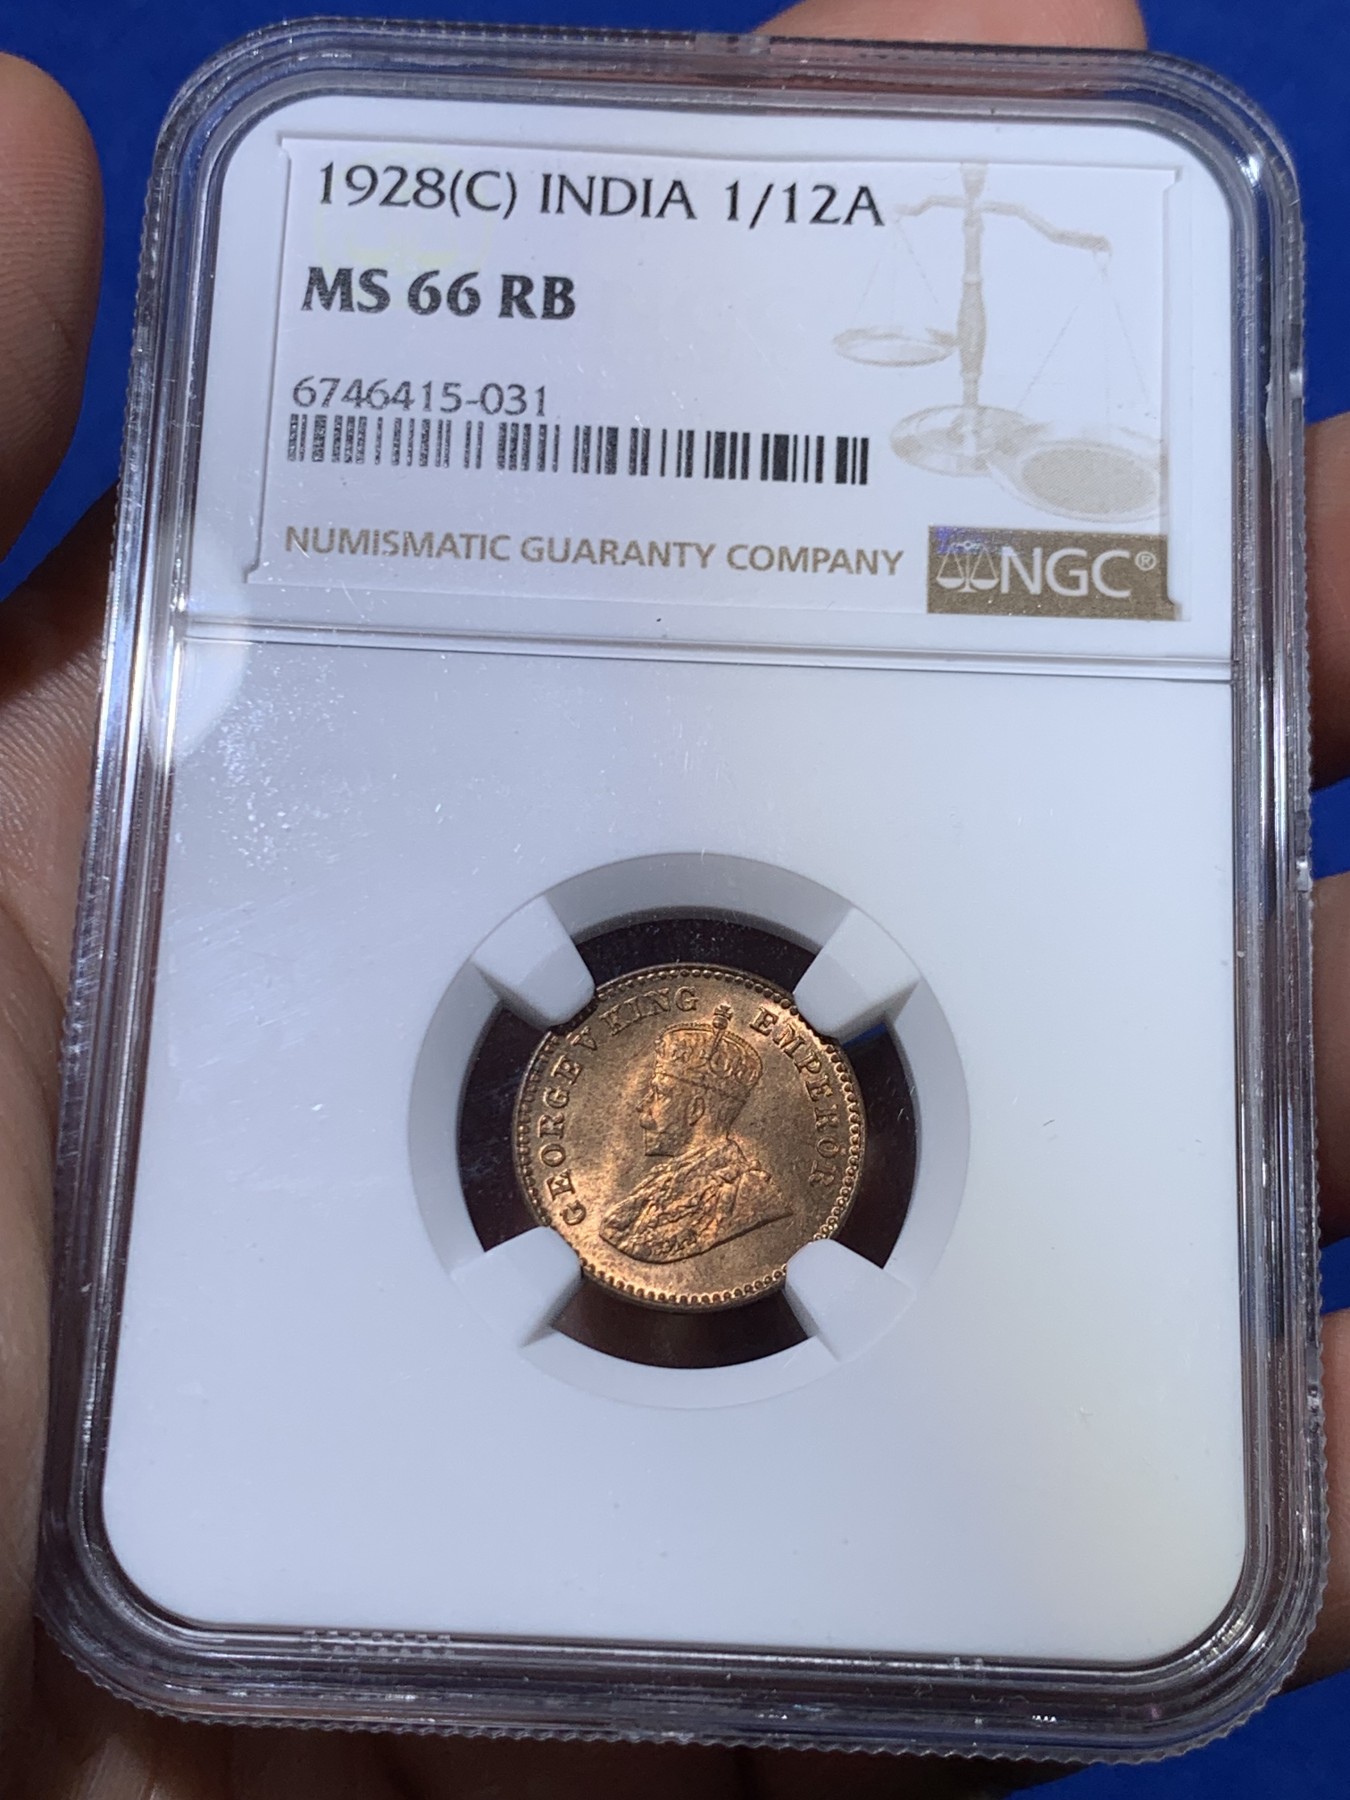 1928(C) INDIA 1/12A
MS 66 RB
6746415-031
NUMISMATIC GUARANTY COMPANY
NGC®
GEORGE V KING EMPEROR